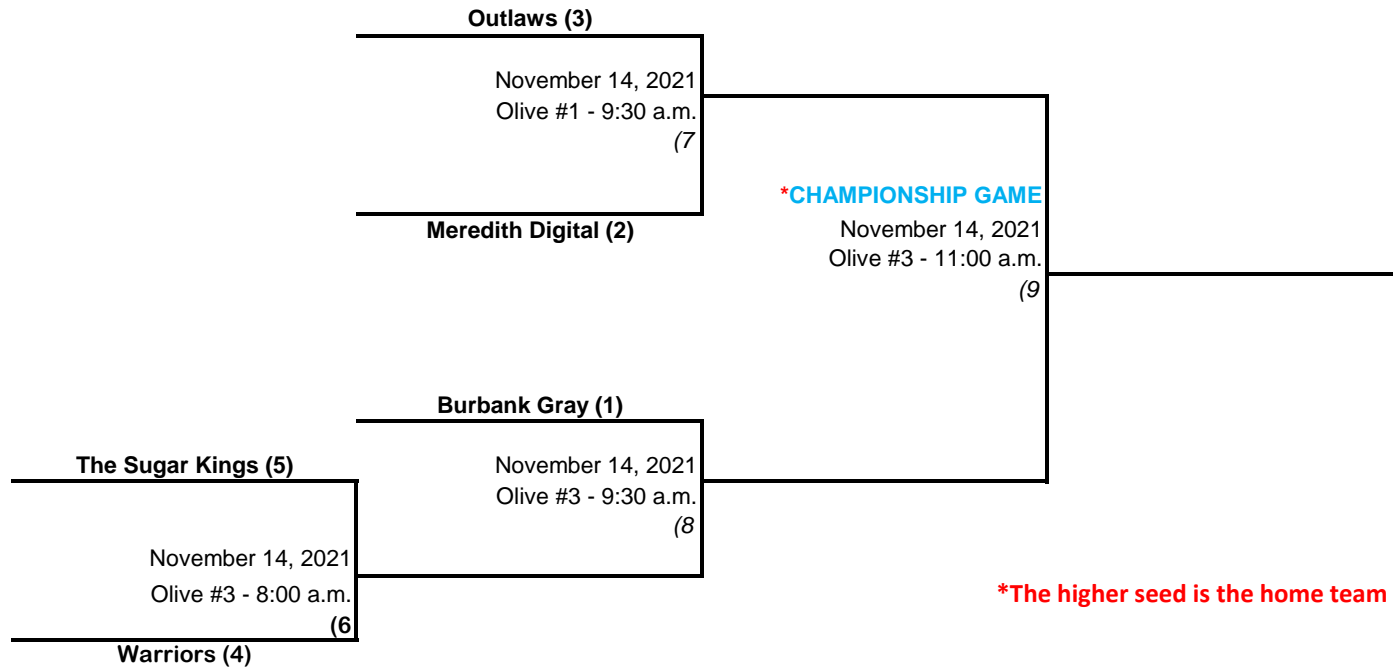 Outlaws (3)
November 14, 2021
Olive #1 - 9:30 a.m.
(7
Meredith Digital (2)
*CHAMPIONSHIP GAME
November 14, 2021
Olive #3 - 11:00 a.m.
(9
Burbank Gray (1)
The Sugar Kings (5)
November 14, 2021
Olive #3 - 9:30 a.m.
(8
November 14, 2021
Olive #3 - 8:00 a.m.
(6
Warriors (4)
*The higher seed is the home team